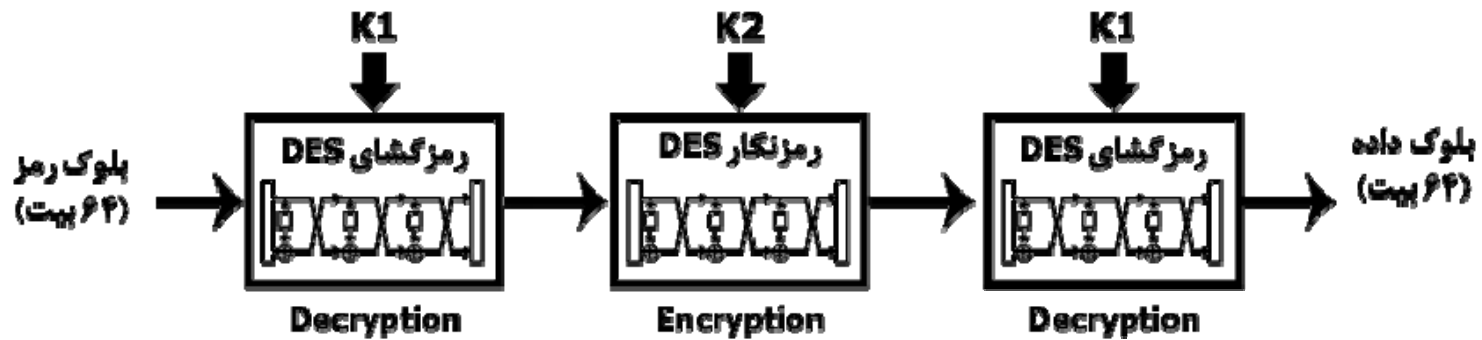 K1
K2
K1
رمزگشای DES
رمزنگار DES
رمزگشای DES
بلوک رمز
(۶۴ بیت)
بلوک داده
(۶۴ بیت)
Decryption
Encryption
Decryption